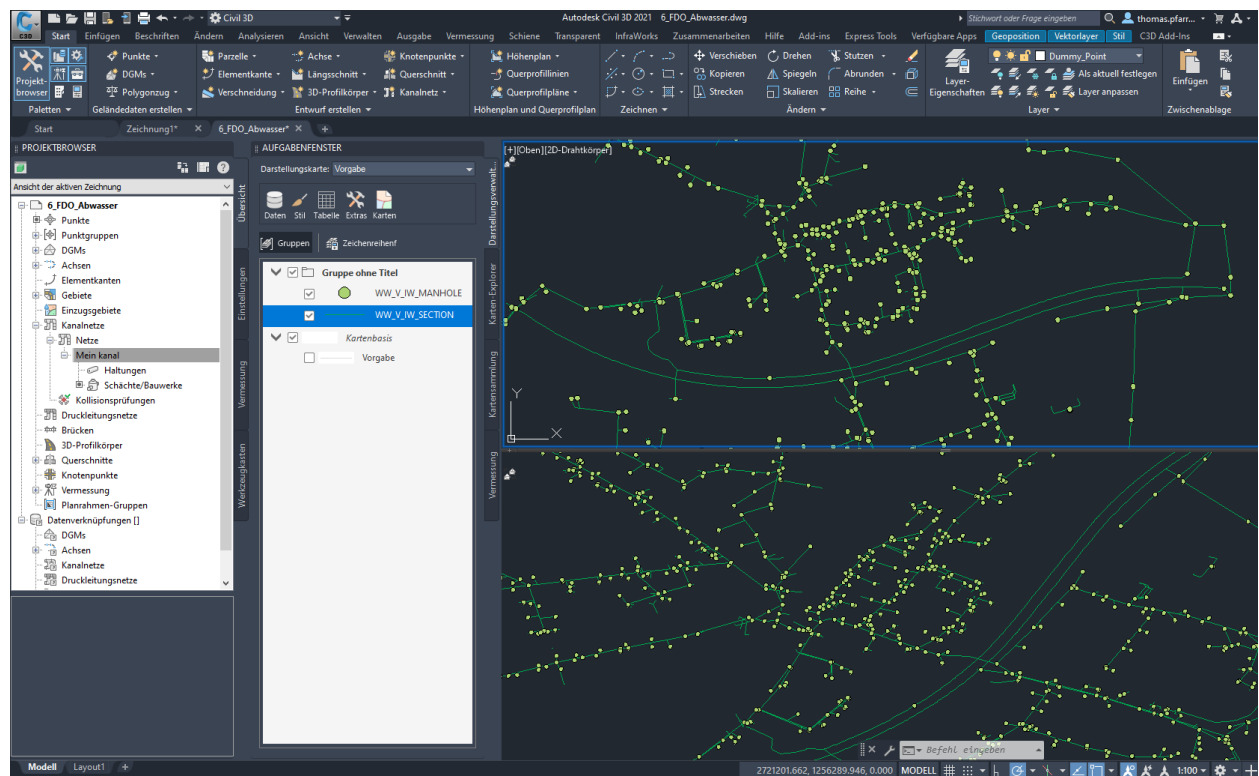 Civil 3D
Autodesk Civil 3D 2021 6_FDO_Abwasser.dwg
Stichwort oder Frage eingeben
thomas.pfarr...
C3D
Start Einfügen Beschriften Ändern Analysieren Ansicht Verwalten Ausgabe Vermessung Schiene Transparent InfraWorks Zusammenarbeiten Hilfe Add-ins Express Tools Verfügbare Apps Geoposition Vektorlayer Stil C3D Add-Ins
Punkte Parzelle Achse Knotenpunkte Höhenplan Verschieben Drehen Stutzen Dummy_Point
DGMs Elementkante Längsschnitt Querschnitt Querprofillinien Kopieren Spiegeln Abrunden Als aktuell festlegen
Projekt-
browser
Polygonzug Verschneidung 3D-Profilkörper Kanalnetz Querprofilpläne Strecken Skalieren Reihe Layer anpassen
Layer-
Eigenschaften
Einfügen
Paletten Geländedaten erstellen Entwurf erstellen Höhenplan und Querprofilplan Zeichnen Ändern Layer Zwischenablage
Start Zeichnung1* 6_FDO_Abwasser*
PROJEKTBROWSER
Ansicht der aktiven Zeichnung
6_FDO_Abwasser
Punkte
Punktgruppen
DGMs
Achsen
Elementkanten
Gebiete
Einzugsgebiete
Kanalnetze
Netze
Mein kanal
Haltungen
Schächte/Bauwerke
Kollisionsprüfungen
Druckleitungsnetze
Brücken
3D-Profilkörper
Querschnitte
Knotenpunkte
Vermessung
Planrahmen-Gruppen
Datenverknüpfungen []
DGMs
Achsen
Kanalnetze
Druckleitungsnetze
Übersicht
Einstellungen
Vermessung
Werkzeugkasten
AUFGABENFENSTER
Darstellungskarte: Vorgabe
Daten Stil Tabelle Extras Karten
Gruppen Zeichenreihenf
Gruppe ohne Titel
WW_V_IW_MANHOLE
WW_V_IW_SECTION
Kartenbasis
Vorgabe
Darstellungsverwalt...
Karten-Explorer
Kartensammlung
Vermessung
[+][Oben][2D-Drahtkörper]
Y
X
Befehl eingeben
Modell Layout1
2721201.662, 1256289.946, 0.000 MODELL 1:100